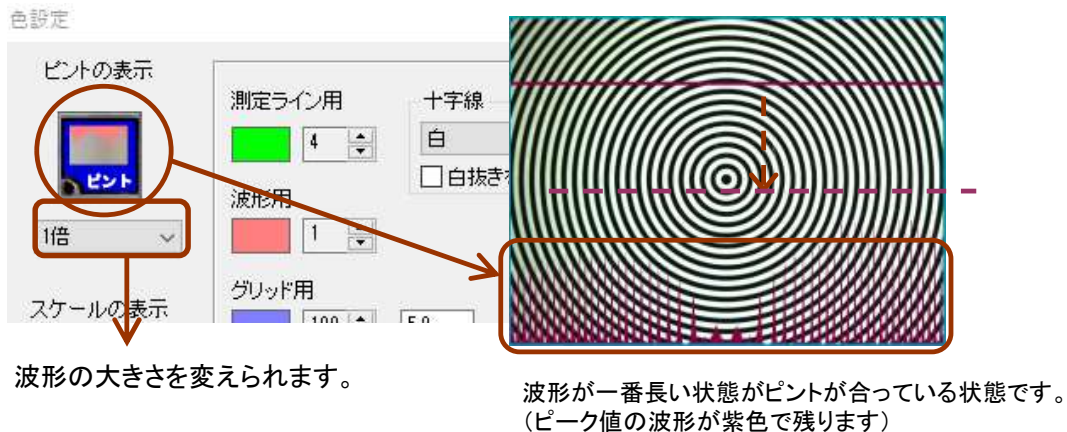 色設定
ピントの表示
ピント
1倍
スケールの表示
測定ライン用
4
波形用
1
グリッド用
100
5.0
十字線
白
白抜き
波形の大きさを変えられます。
波形が一番長い状態がピントが合っている状態です。
(ピーク値の波形が紫色で残ります)